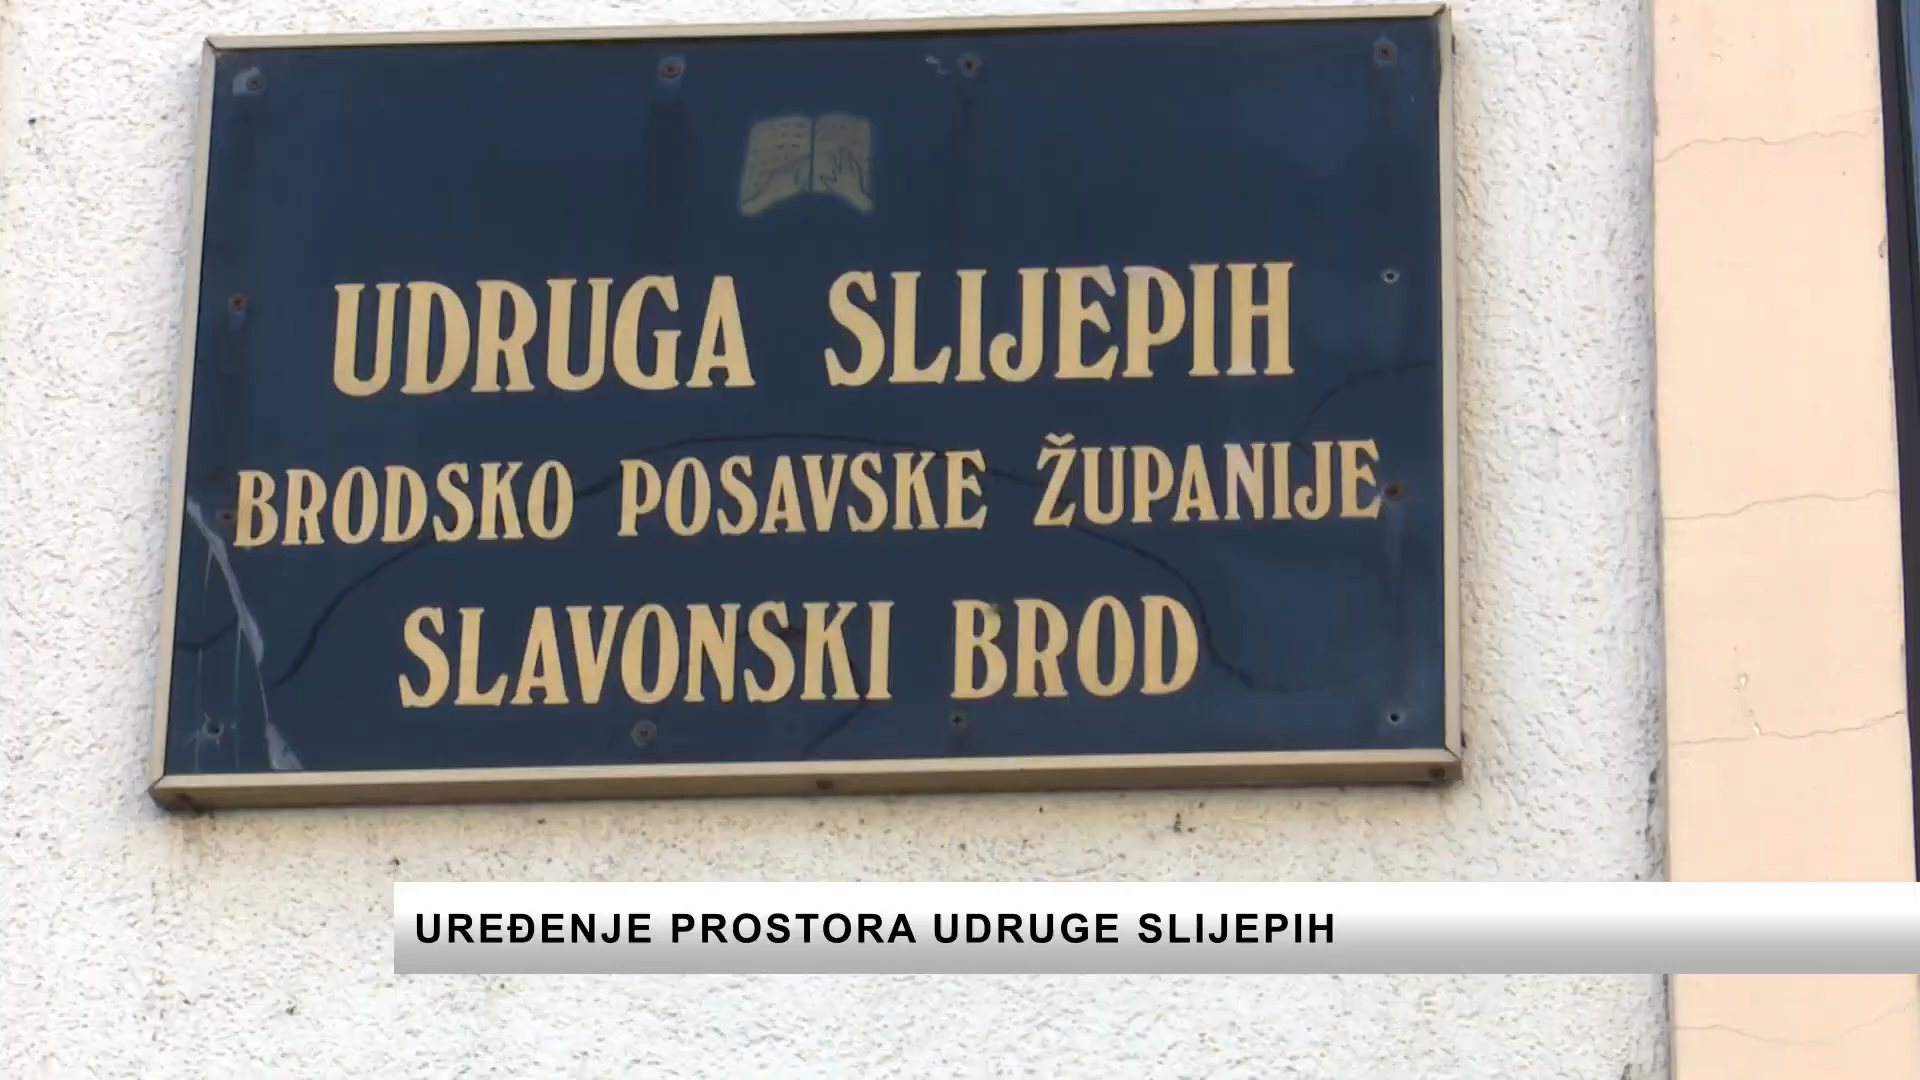 UDRUGA SLIJEPIH
BRODSKO POSAVSKE ŽUPANIJE
SLAVONSKI BROD
UREĐENJE PROSTORA UDRUGE SLIJEPIH